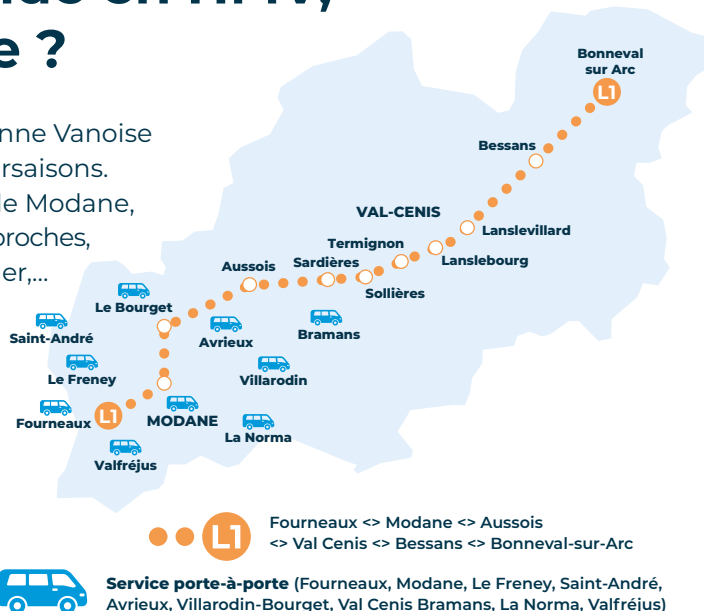 e ?
nne Vanoise
rsaisons.
le Modane,
proches,
er,...
Bonneval
sur Arc
L1
Bessans
VAL-CENIS
Lanslevillard
Termignon
Lanslebourg
Sardières
Aussois
Sollières
Le Bourget
Saint-André
Avrieux
Bramans
Le Freney
Villarodin
Fourneaux
L1
MODANE
La Norma
Valfréjus
L1
Fourneaux <> Modane <> Aussois
<> Val Cenis <> Bessans <> Bonneval-sur-Arc
Service porte-à-porte (Fourneaux, Modane, Le Freney, Saint-André,
Avrieux, Villarodin-Bourget, Val Cenis Bramans, La Norma, Valfréjus)